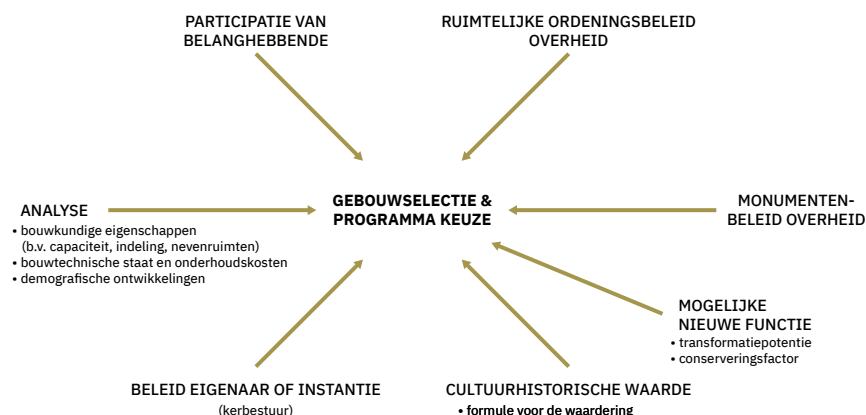 PARTICIPATIE VAN
BELANGHEBBENDE
RUIMTELIJKE ORDENINGSBELEID
OVERHEID
GEBOUWSELECTIE &
PROGRAMMA KEUZE
ANALYSE
• bouwkundige eigenschappen
(b.v. capaciteit, indeling, nevenruimten)
• bouwtechnische staat en onderhoudskosten
• demografische ontwikkelingen
MONUMENTEN-
BELEID OVERHEID
MOGELIJKE
NIEUWE FUNCTIE
• transformatiepotentie
• conserveringsfactor
BELEID EIGENAAR OF INSTANTIE
(kerbestuur)
CULTUURHISTORISCHE WAARDE
• formule voor de waardering